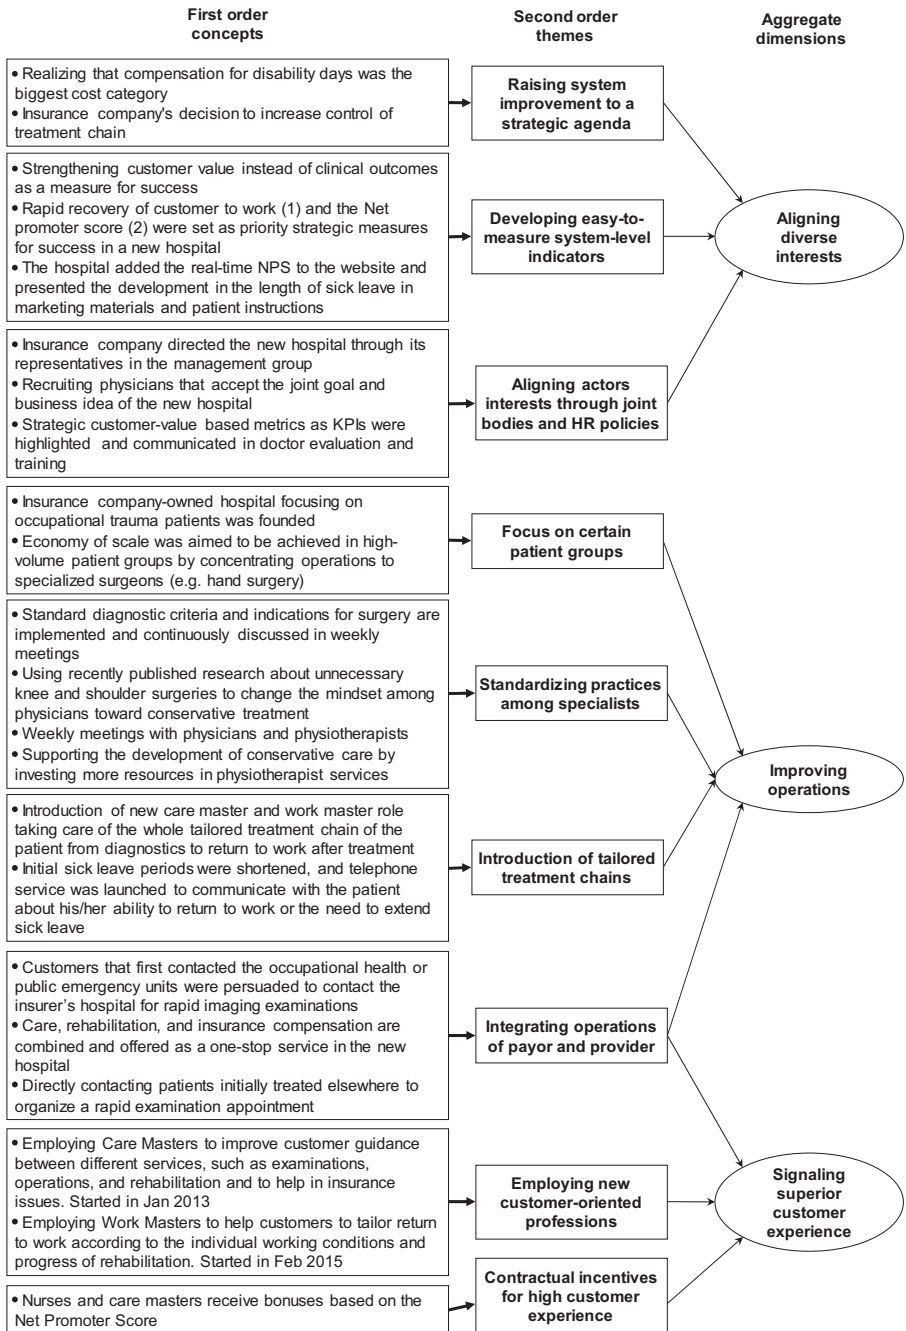 First order
concepts
Second order
themes
Aggregate
dimensions
• Realizing that compensation for disability days was the
biggest cost category
• Insurance company's decision to increase control of
treatment chain
Raising system
improvement to a
strategic agenda
• Strengthening customer value instead of clinical outcomes
as a measure for success
• Rapid recovery of customer to work (1) and the Net
promoter score (2) were set as priority strategic measures
for success in a new hospital
• The hospital added the real-time NPS to the website and
presented the development in the length of sick leave in
marketing materials and patient instructions
Developing easy-to-
measure system-level
indicators
Aligning
diverse
interests
• Insurance company directed the new hospital through its
representatives in the management group
• Recruiting physicians that accept the joint goal and
business idea of the new hospital
• Strategic customer-value based metrics as KPIs were
highlighted and communicated in doctor evaluation and
training
Aligning actors
interests through joint
bodies and HR policies
• Insurance company-owned hospital focusing on
occupational trauma patients was founded
• Economy of scale was aimed to be achieved in high-
volume patient groups by concentrating operations to
specialized surgeons (e.g. hand surgery)
Focus on certain
patient groups
• Standard diagnostic criteria and indications for surgery are
implemented and continuously discussed in weekly
meetings
• Using recently published research about unnecessary
knee and shoulder surgeries to change the mindset among
physicians toward conservative treatment
• Weekly meetings with physicians and physiotherapists
• Supporting the development of conservative care by
investing more resources in physiotherapist services
Standardizing practices
among specialists
Improving
operations
• Introduction of new care master and work master role
taking care of the whole tailored treatment chain of the
patient from diagnostics to return to work after treatment
• Initial sick leave periods were shortened, and telephone
service was launched to communicate with the patient
about his/her ability to return to work or the need to extend
sick leave
Introduction of tailored
treatment chains
• Customers that first contacted the occupational health or
public emergency units were persuaded to contact the
insurer's hospital for rapid imaging examinations
• Care, rehabilitation, and insurance compensation are
combined and offered as a one-stop service in the new
hospital
• Directly contacting patients initially treated elsewhere to
organize a rapid examination appointment
Integrating operations
of payor and provider
• Employing Care Masters to improve customer guidance
between different services, such as examinations,
operations, and rehabilitation and to help in insurance
issues. Started in Jan 2013
• Employing Work Masters to help customers to tailor return
to work according to the individual working conditions and
progress of rehabilitation. Started in Feb 2015
Employing new
customer-oriented
professions
Signaling
superior
customer
experience
• Nurses and care masters receive bonuses based on the
Net Promoter Score
Contractual incentives
for high customer
experience